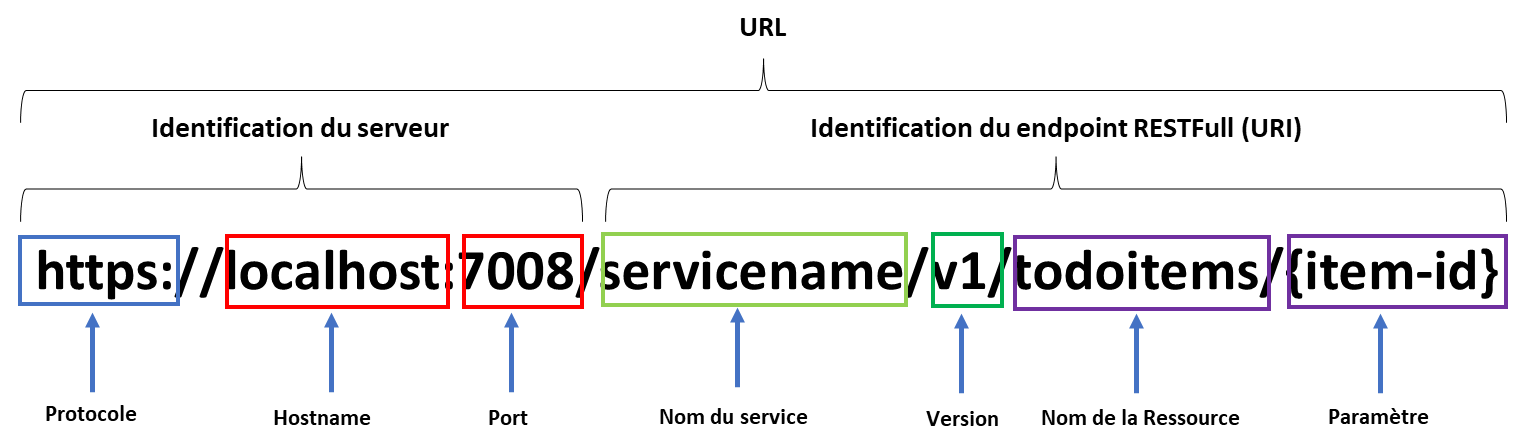 URL
Identification du serveur
Identification du endpoint RESTFull (URI)
https://localhost:7008/servicename/v1/todoitems/{item-id}
Protocole
Hostname
Port
Nom du service
Version
Nom de la Ressource
Paramètre